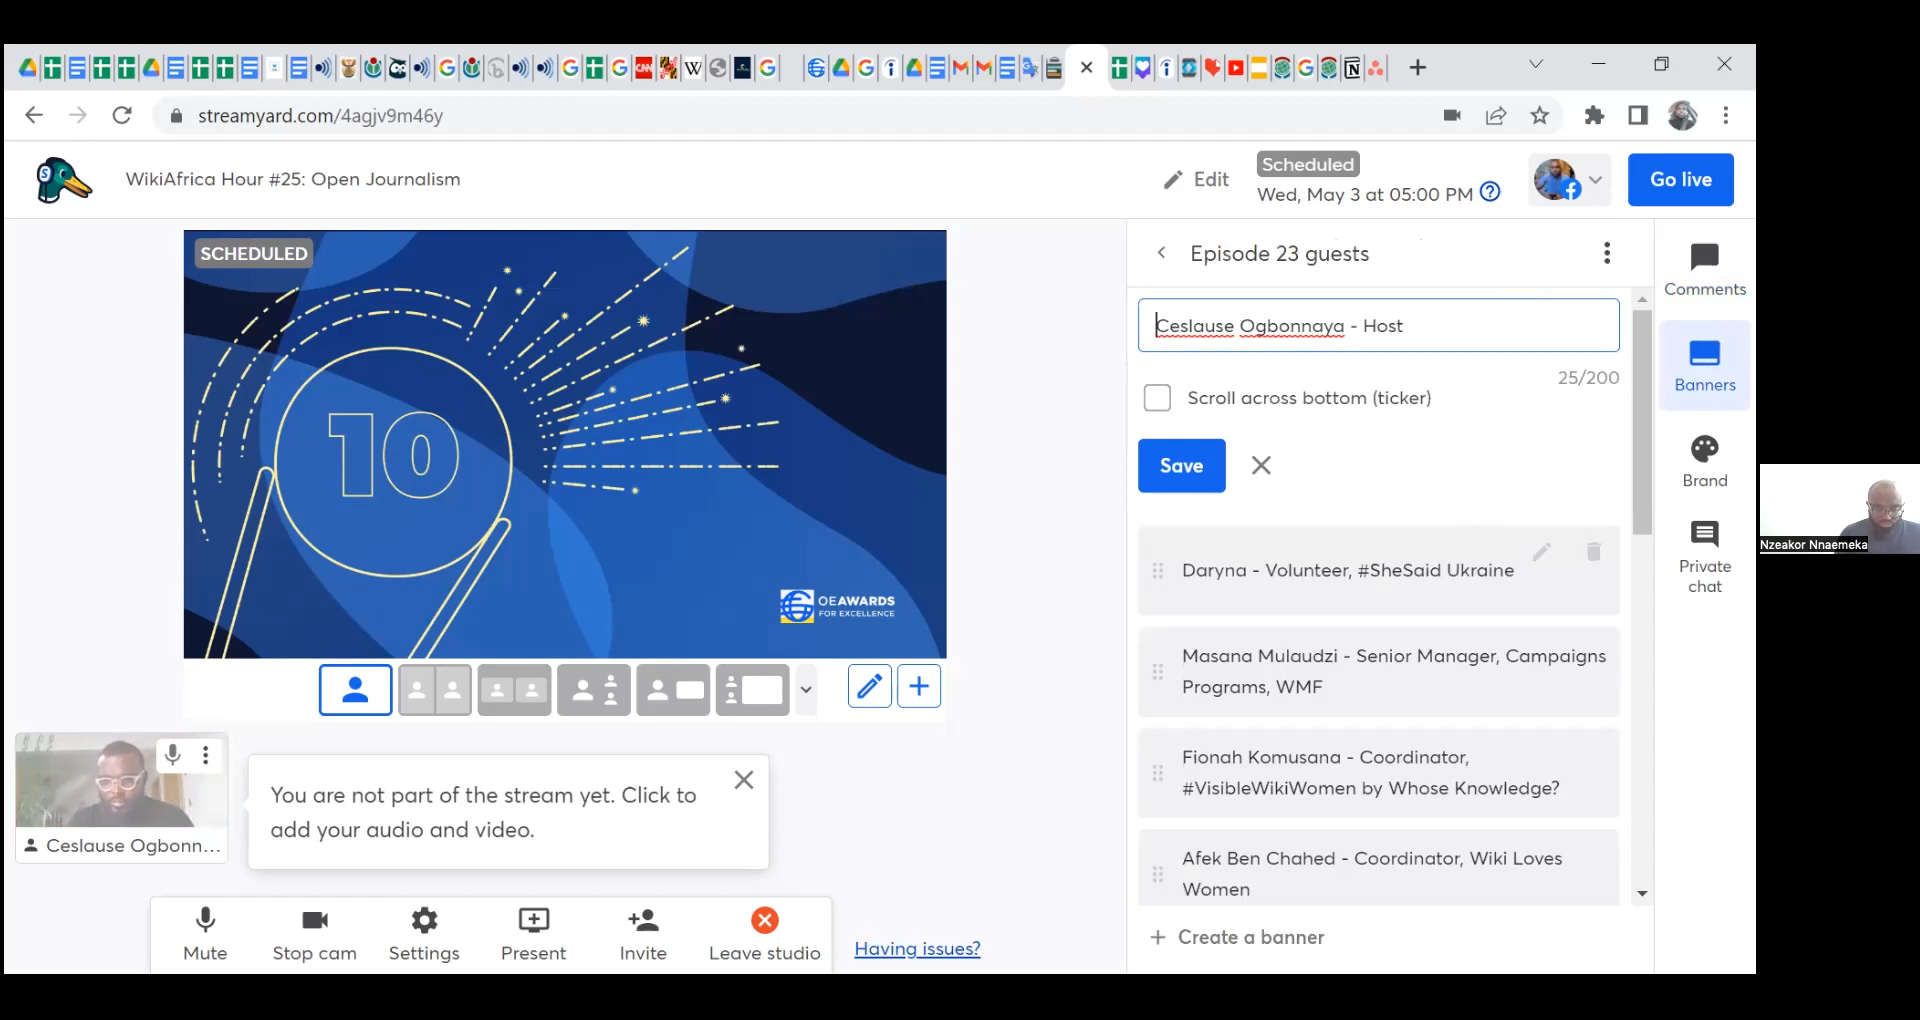 streamyard.com/4agjv9m46y
WikiAfrica Hour #25: Open Journalism
Edit
Scheduled
Wed, May 3 at 05:00 PM
Go live
SCHEDULED
10
OEAWARDS
FOR EXCELLENCE
Ceslause Ogbonn...
You are not part of the stream yet. Click to
add your audio and video.
Mute
Stop cam
Settings
Present
Invite
Leave studio
Having issues?
Episode 23 guests
Ceslause Ogbonnaya - Host
25/200
Scroll across bottom (ticker)
Save
Daryna - Volunteer, #SheSaid Ukraine
Masana Mulaudzi - Senior Manager, Campaigns
Programs, WMF
Fionah Komusana - Coordinator,
#VisibleWikiWomen by Whose Knowledge?
Afek Ben Chahed - Coordinator, Wiki Loves
Women
+ Create a banner
Comments
Banners
Brand
Private
chat
Nzeakor Nnaemeka